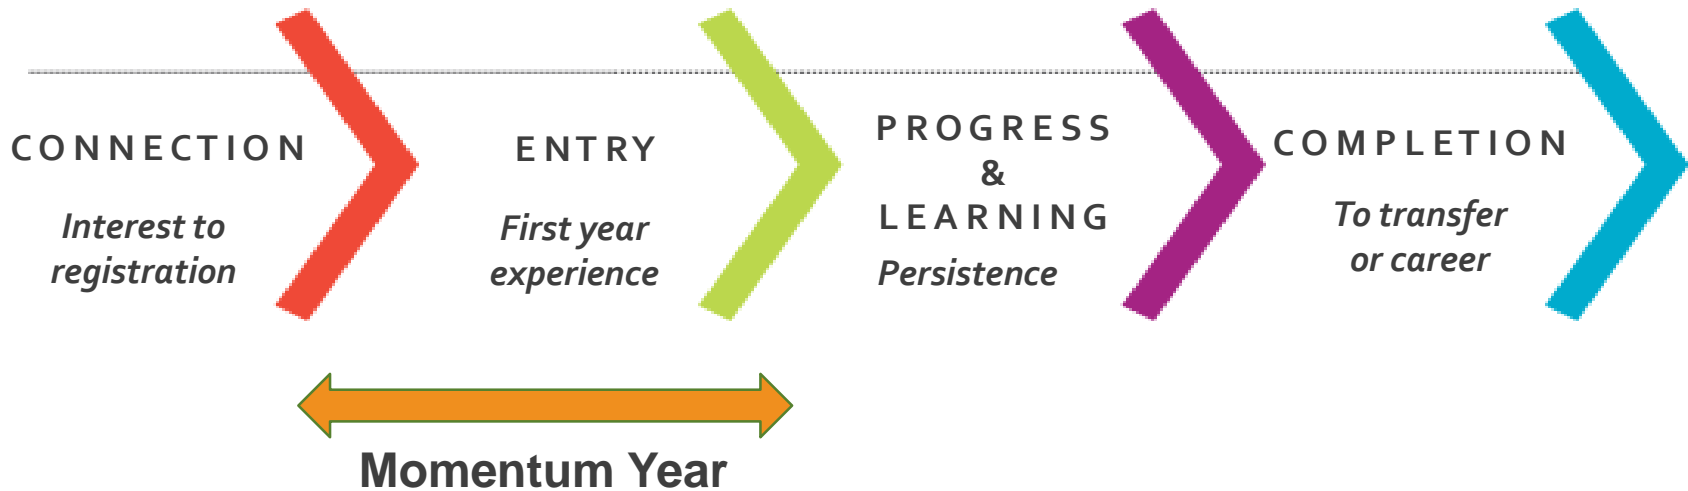 CONNECTION
Interest to
registration
ENTRY
First year
experience
PROGRESS
&
LEARNING
Persistence
COMPLETION
To transfer
or career
Momentum Year